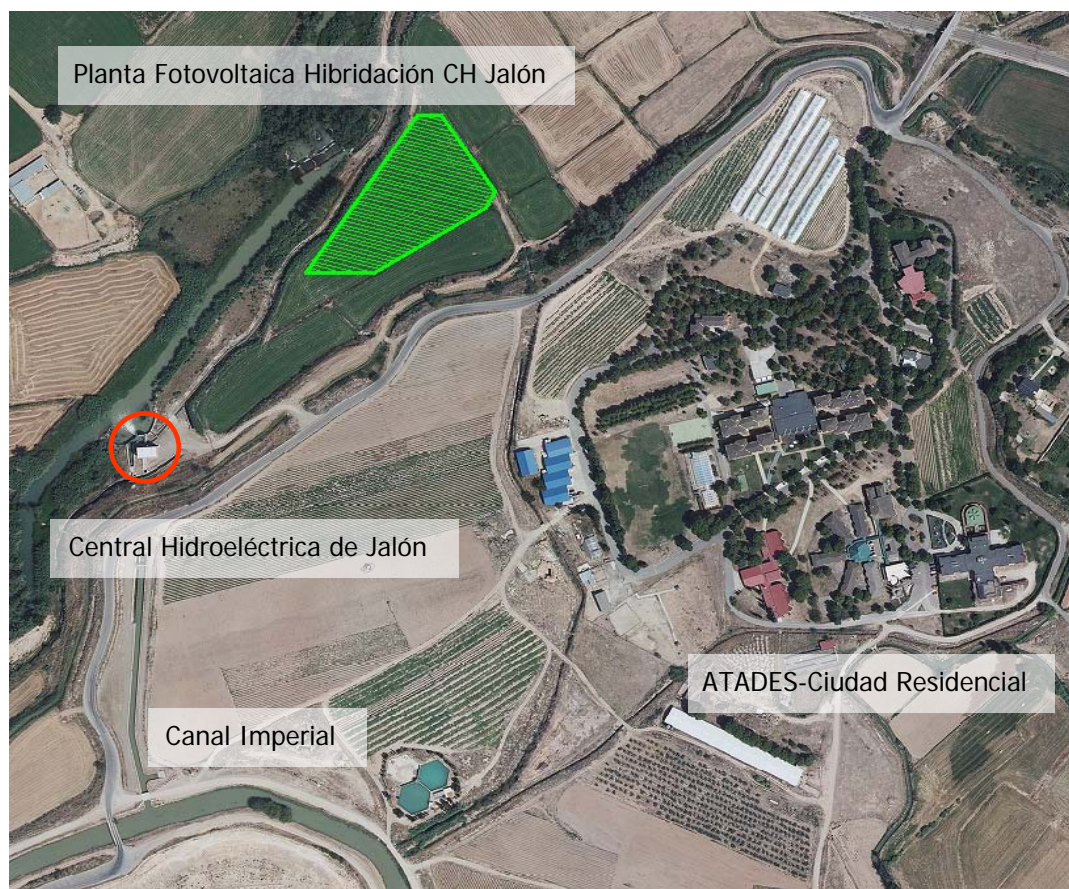 Planta Fotovoltaica Hibridación CH Jalón
Central Hidroeléctrica de Jalón
ATADES-Ciudad Residencial
Canal Imperial